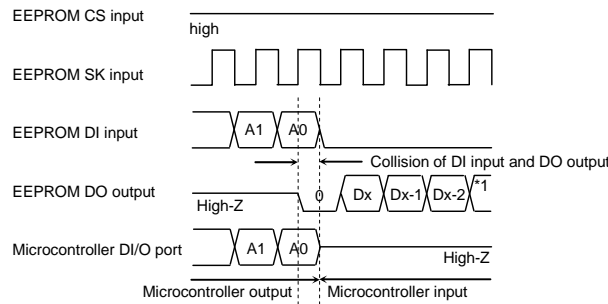 EEPROM CS input
high
EEPROM SK input
EEPROM DI input
A1 A0
Collision of DI input and DO output
EEPROM DO output
High-Z
0 Dx Dx-1 Dx-2 *1
Microcontroller DI/O port
A1 A0
High-Z
Microcontroller output Microcontroller input